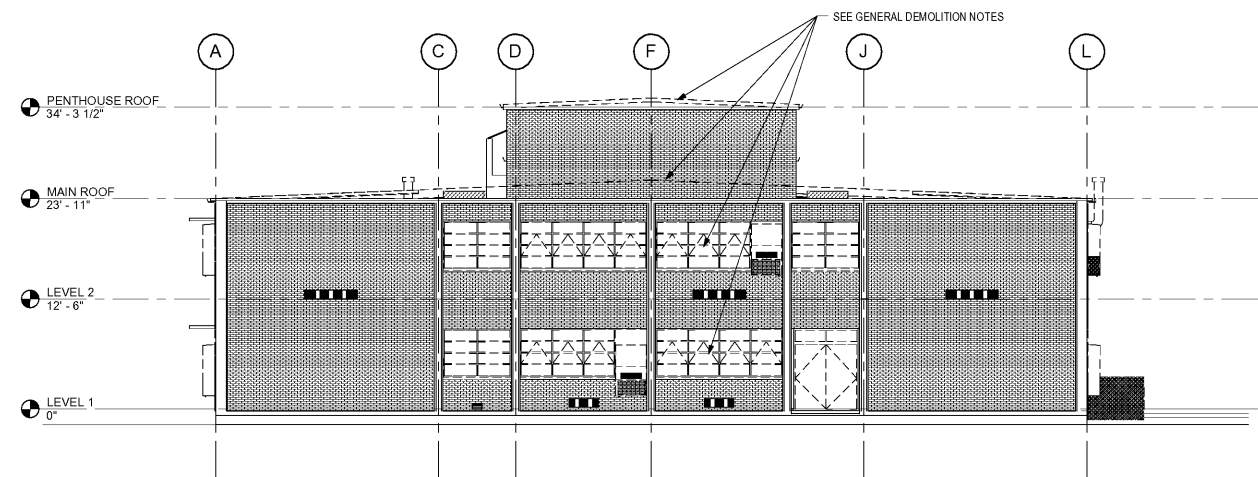 SEE GENERAL DEMOLITION NOTES
A
C
D
F
J
L
PENTHOUSE ROOF
34' - 3 1/2"
MAIN ROOF
23' - 11"
LEVEL 2
12' - 6"
LEVEL 1
0"